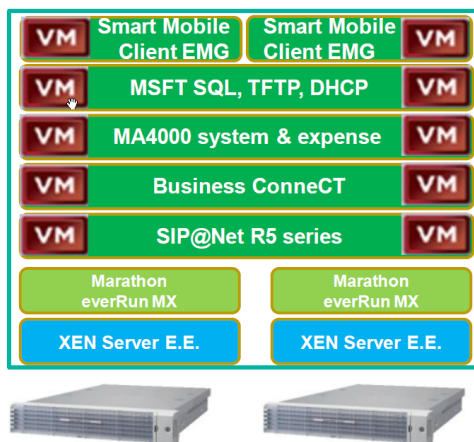 VM Smart Mobile Client EMG Smart Mobile Client EMG VM
VM MSFT SQL, TFTP, DHCP VM
VM MA4000 system & expense VM
VM Business ConneCT VM
VM SIP@Net R5 series VM
Marathon everRun MX Marathon everRun MX
XEN Server E.E. XEN Server E.E.